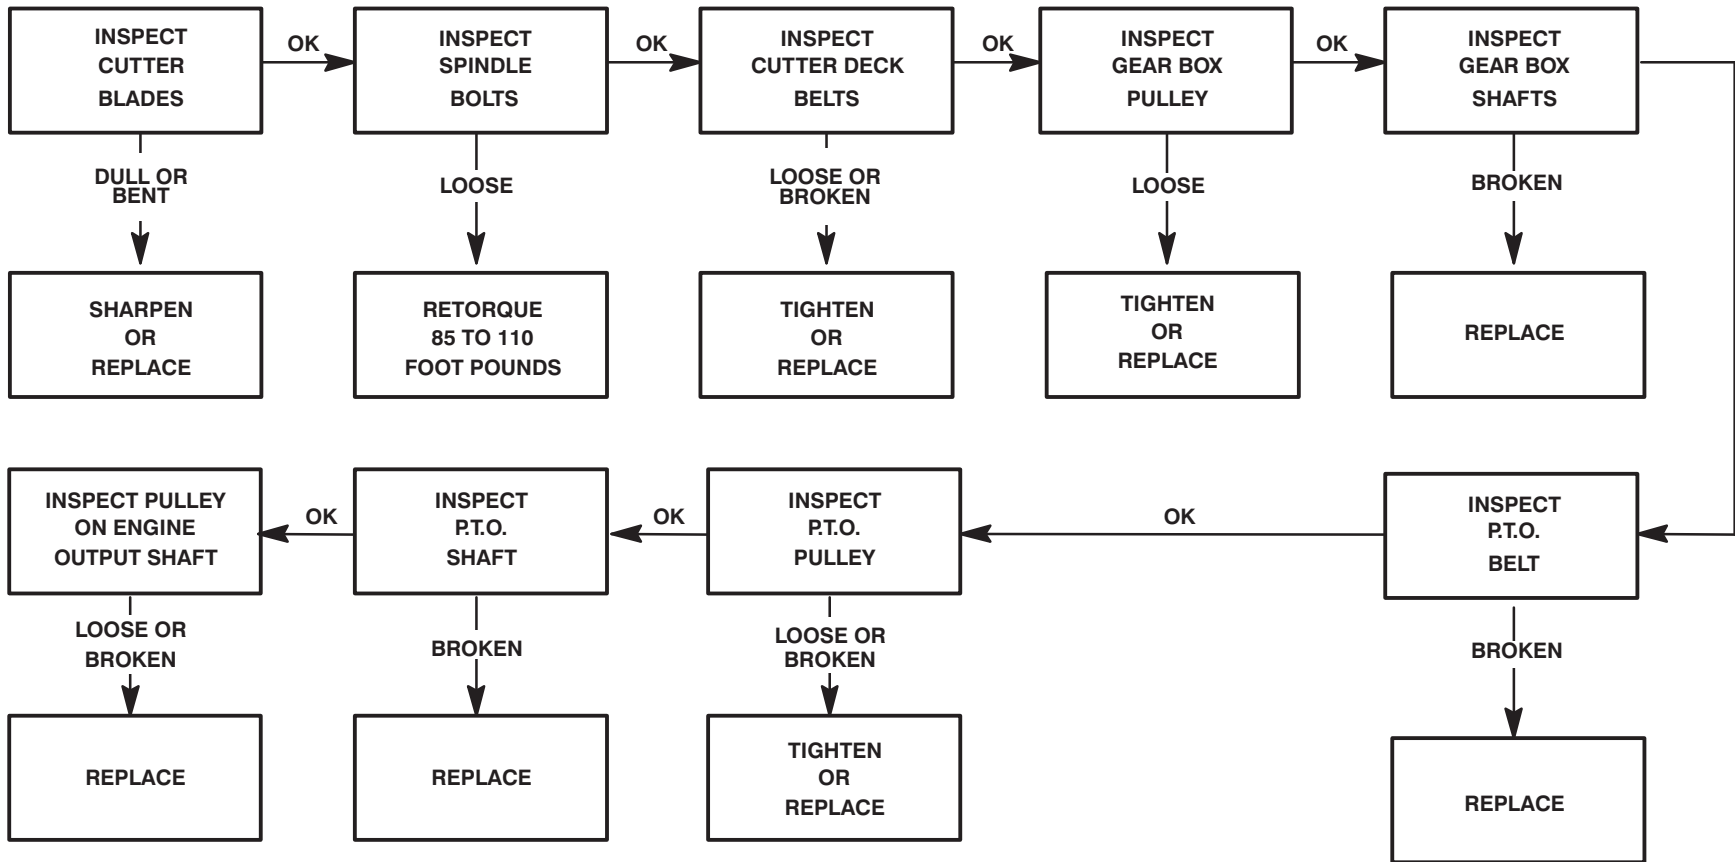 INSPECT
CUTTER
BLADES
OK
INSPECT
SPINDLE
BOLTS
OK
INSPECT
CUTTER DECK
BELTS
OK
INSPECT
GEAR BOX
PULLEY
OK
INSPECT
GEAR BOX
SHAFTS
DULL OR
BENT
LOOSE
LOOSE OR
BROKEN
LOOSE
BROKEN
SHARPEN
OR
REPLACE
RETORQUE
85 TO 110
FOOT POUNDS
TIGHTEN
OR
REPLACE
TIGHTEN
OR
REPLACE
REPLACE
INSPECT PULLEY
ON ENGINE
OUTPUT SHAFT
OK
INSPECT
P.T.O.
SHAFT
OK
INSPECT
P.T.O.
PULLEY
OK
INSPECT
P.T.O.
BELT
LOOSE OR
BROKEN
BROKEN
LOOSE OR
BROKEN
BROKEN
REPLACE
REPLACE
TIGHTEN
OR
REPLACE
REPLACE